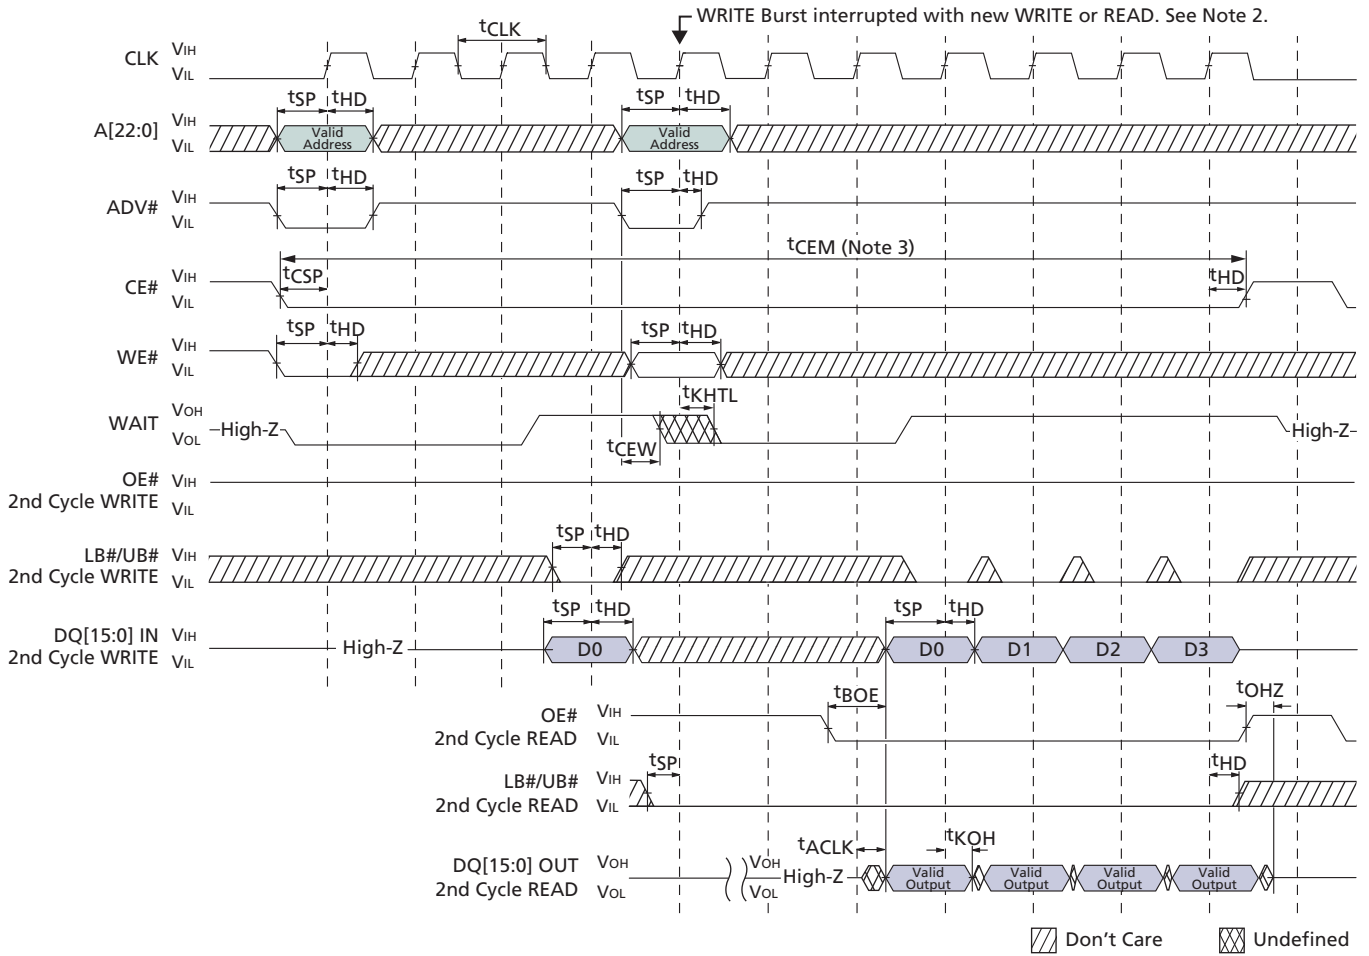 WRITE Burst interrupted with new WRITE or READ. See Note 2.
tCLK
CLK VIH
VIL
tSP tHD tSP tHD
A[22:0] VIH
VIL
Valid Address Valid Address
tSP tHD tSP tHD
ADV# VIH
VIL
tCEM (Note 3)
CE# VIH
VIL
tCSP tHD
tSP tHD tSP tHD
WE# VIH
VIL
tKHTL
WAIT VOH
VOL
High-Z High-Z
tCEW
OE# VIH
2nd Cycle WRITE VIL
tSP tHD
LB#/UB# VIH
2nd Cycle WRITE VIL
tSP tHD tSP tHD
DQ[15:0] IN VIH
2nd Cycle WRITE VIL
High-Z D0 D0 D1 D2 D3
tBOE tOHZ
OE# VIH
2nd Cycle READ VIL
tSP tHD
LB#/UB# VIH
2nd Cycle READ VIL
tACLK tKOH
DQ[15:0] OUT VOH
2nd Cycle READ VOL
VOH
VOL
High-Z
Valid Output Valid Output Valid Output Valid Output
Don't Care Undefined